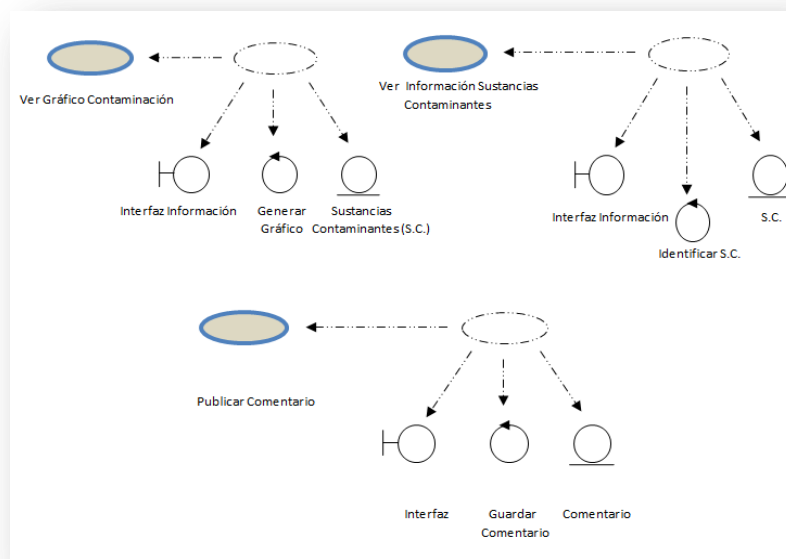 Ver Gráfico Contaminación
Interfaz Información
Generar
Gráfico
Sustancias
Contaminantes (S.C.)
Ver Información Sustancias
Contaminantes
Interfaz Información
Identificar S.C.
S.C.
Publicar Comentario
Interfaz
Guardar
Comentario
Comentario